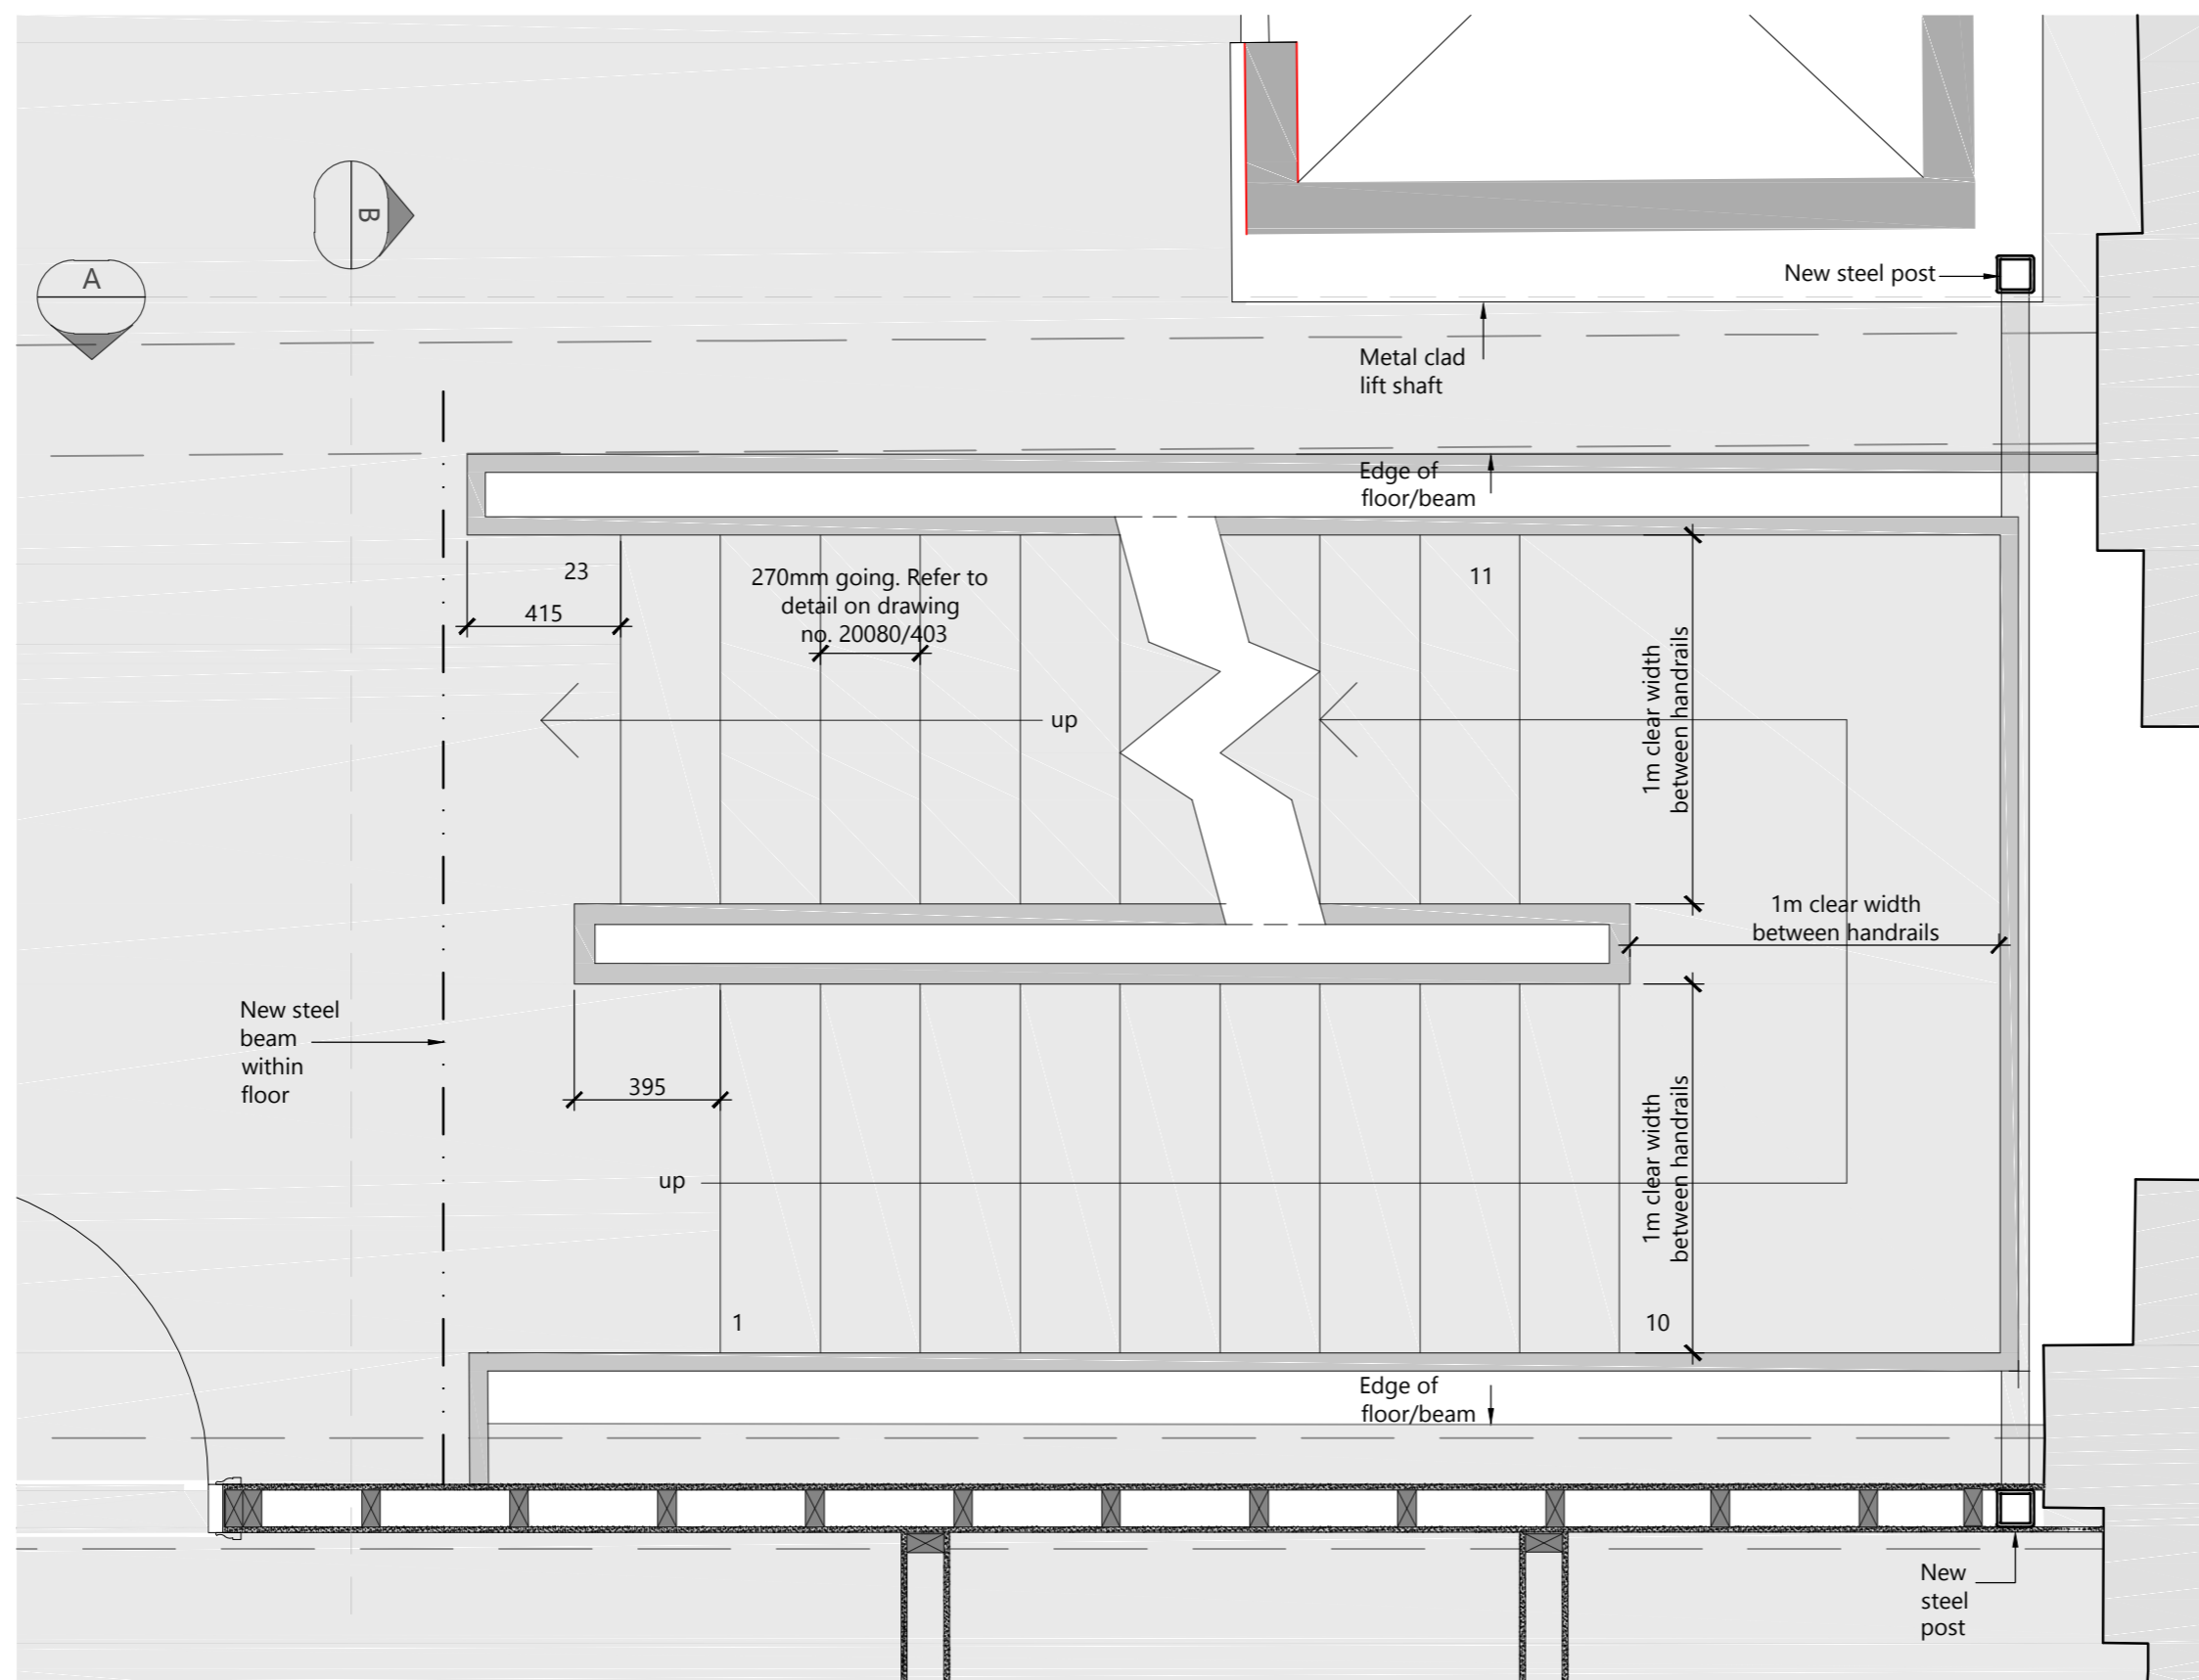 B
A
New steel post
Metal clad
lift shaft
Edge of
floor/beam
23
415
270mm going. Refer to
detail on drawing
no. 20080/403
11
1m clear width
between handrails
up
1m clear width
between handrails
New steel
beam
within
floor
395
1m clear width
between handrails
up
1
10
Edge of
floor/beam
New
steel
post